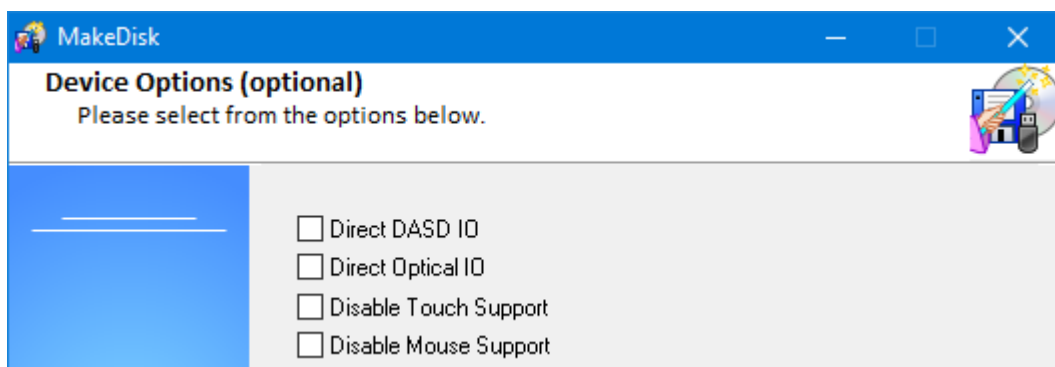 MakeDisk
Device Options (optional)
Please select from the options below.
Direct DASD IO
Direct Optical IO
Disable Touch Support
Disable Mouse Support